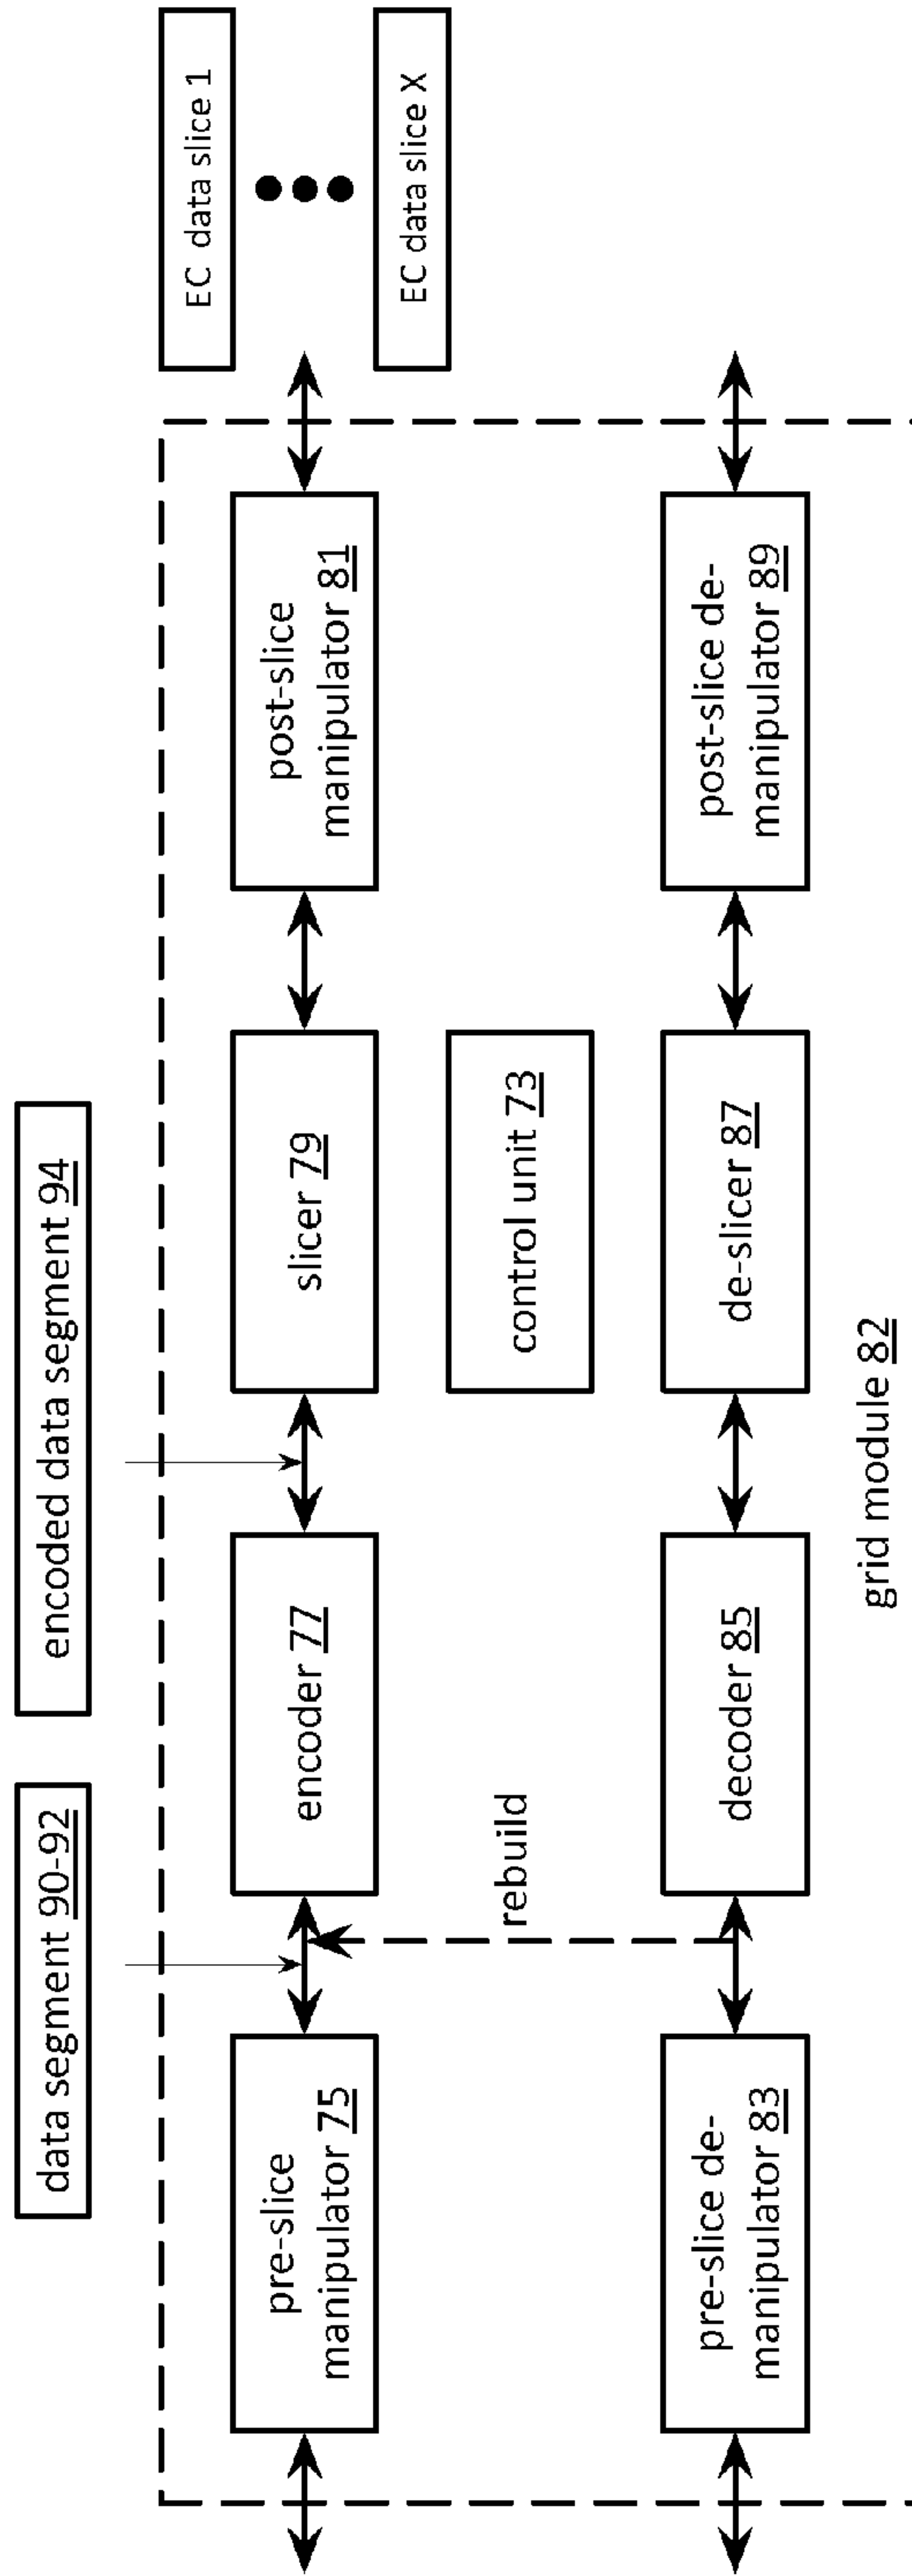 data segment 90-92
encoded data segment 94
EC data slice 1
EC data slice X
pre-slice
manipulator 75
encoder 77
slicer 79
post-slice
manipulator 81
rebuild
control unit 73
pre-slice de-
manipulator 83
decoder 85
de-slicer 87
post-slice de-
manipulator 89
grid module 82